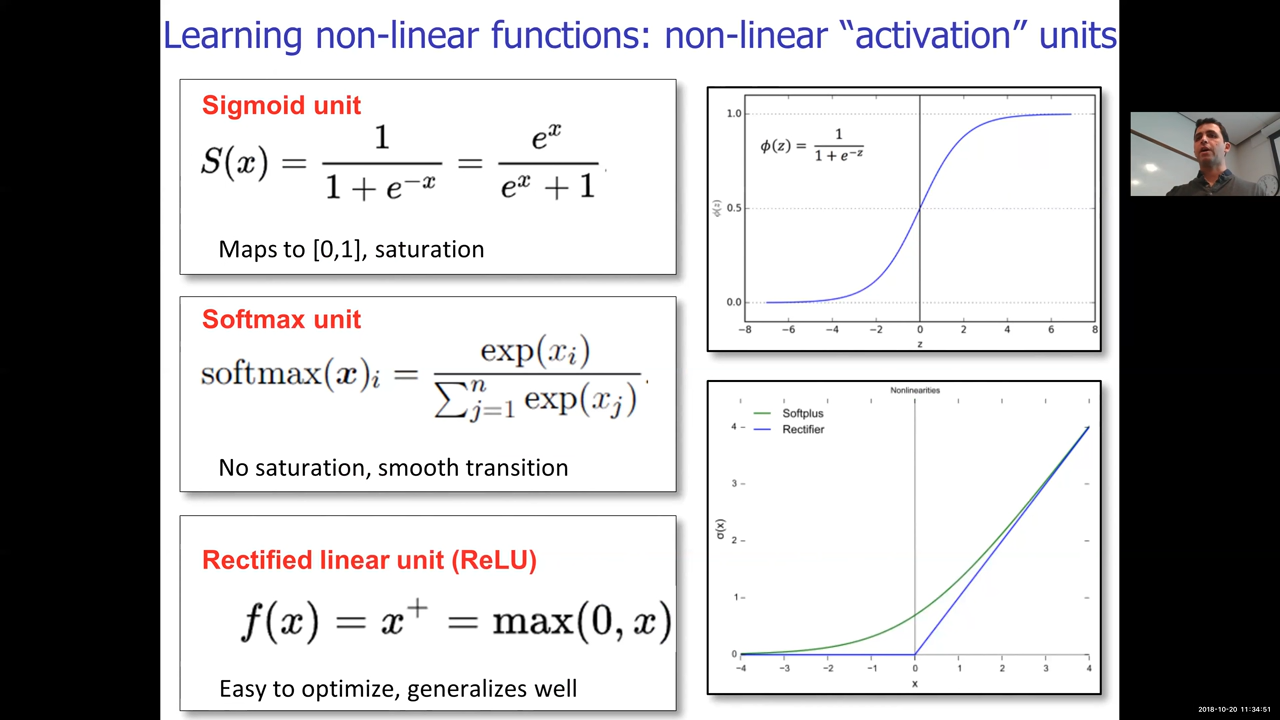 Learning non-linear functions: non-linear “activation” units
Sigmoid unit
S(x) = 1 / (1 + e^{-x}) = e^x / (e^x + 1).
Maps to [0,1], saturation
Softmax unit
softmax(x)_i = exp(x_i) / ∑_{j=1}^{n} exp(x_j).
No saturation, smooth transition
Rectified linear unit (ReLU)
f(x) = x^+ = max(0, x)
Easy to optimize, generalizes well
1.0
ϕ(z) = 1 / (1 + e^{-z})
0.5
ϕ(z)
0.0
−8 −6 −4 −2 0 2 4 6 8
z
Nonlinearities
Softplus
Rectifier
4
3
σ(x)
2
1
0
−4 −3 −2 −1 0 1 2 3 4
x
2018-10-20 11:34:51